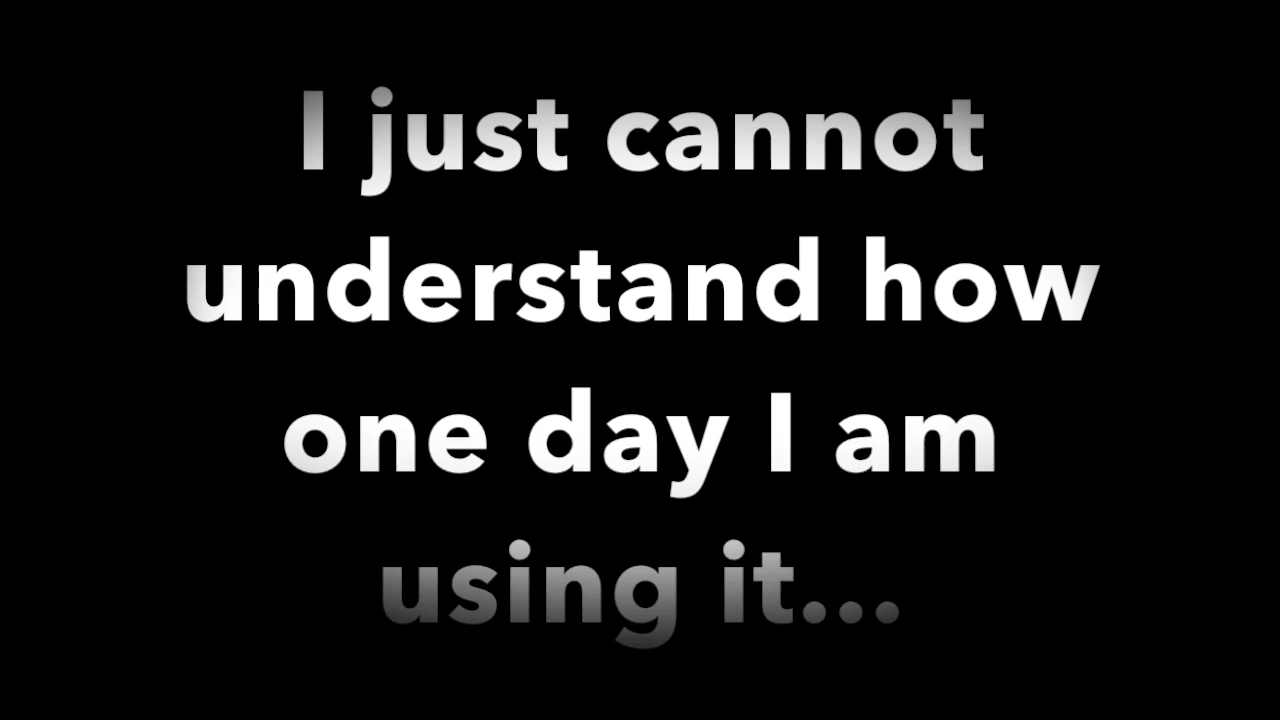 I just cannot
understand how
one day I am
using it...